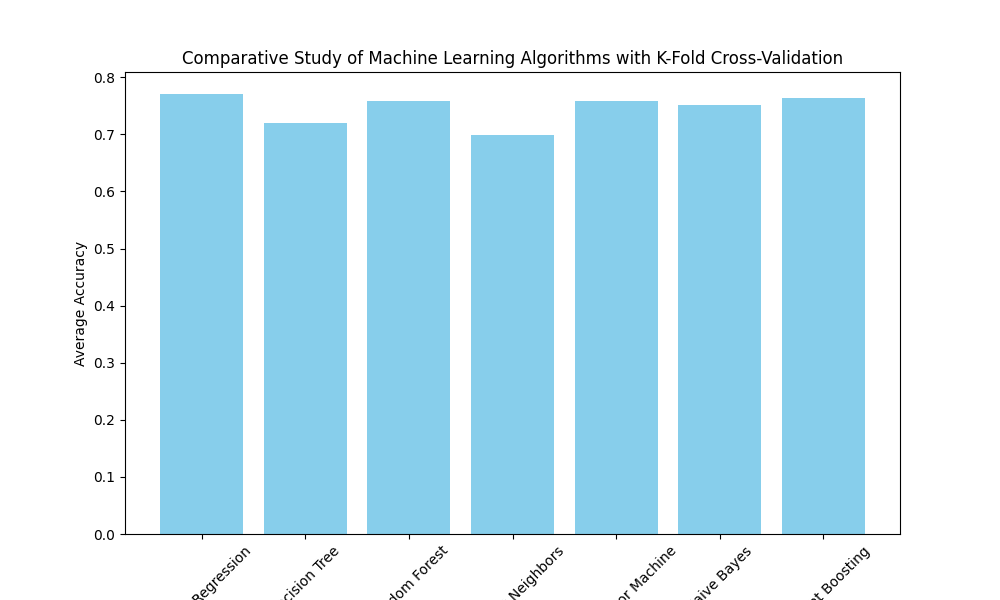 Comparative Study of Machine Learning Algorithms with K-Fold Cross-Validation
Average Accuracy
0.8
0.7
0.6
0.5
0.4
0.3
0.2
0.1
0.0
Regression
cision Tree
dom Forest
Neighbors
or Machine
aive Bayes
nt Boosting